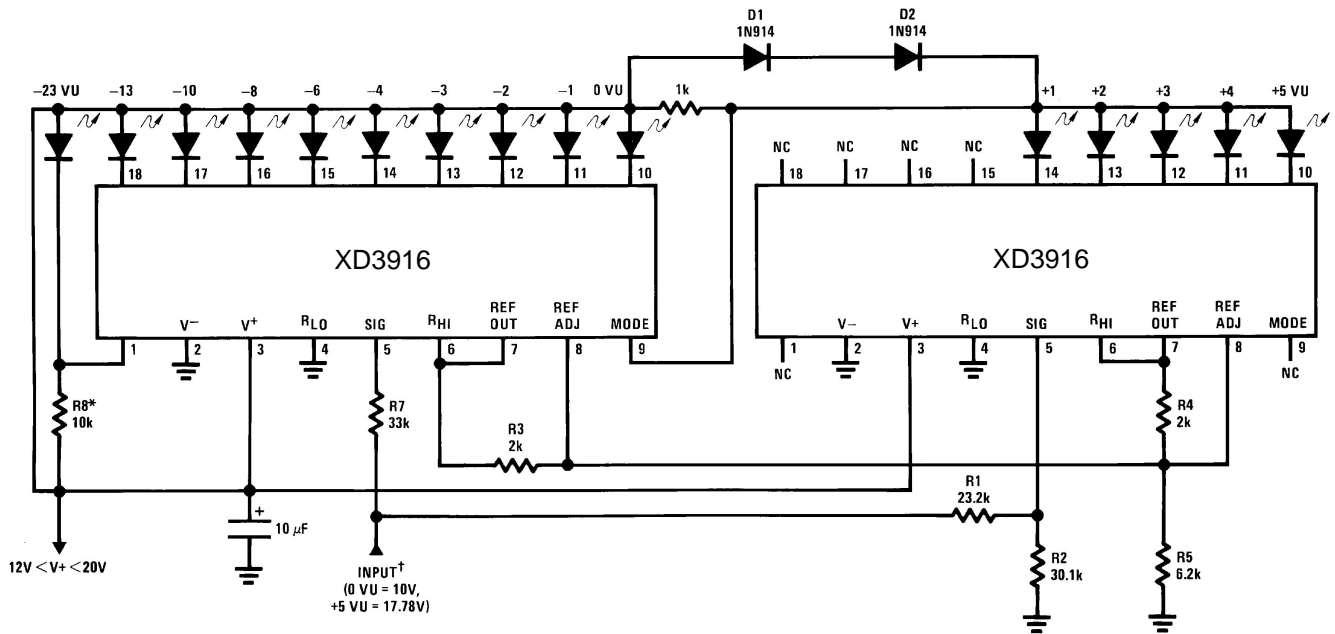 D1
1N914
D2
1N914
−23 VU
−13
−10
−8
−6
−4
−3
−2
−1
0 VU
1k
+1
+2
+3
+4
+5 VU
NC
NC
NC
NC
18
17
16
15
14
13
12
11
10
18
17
16
15
14
13
12
11
10
XD3916
XD3916
V−
V+
RLO
SIG
RHI
REF
OUT
REF
ADJ
MODE
V−
V+
RLO
SIG
RHI
REF
OUT
REF
ADJ
MODE
1
2
3
4
5
6
7
8
9
1
2
3
4
5
6
7
8
9
NC
NC
R8*
10k
R7
33k
R3
2k
R4
2k
R1
23.2k
+
10 μF
R2
30.1k
R5
6.2k
12V < V+ < 20V
INPUT†
(0 VU = 10V,
+5 VU = 17.78V)